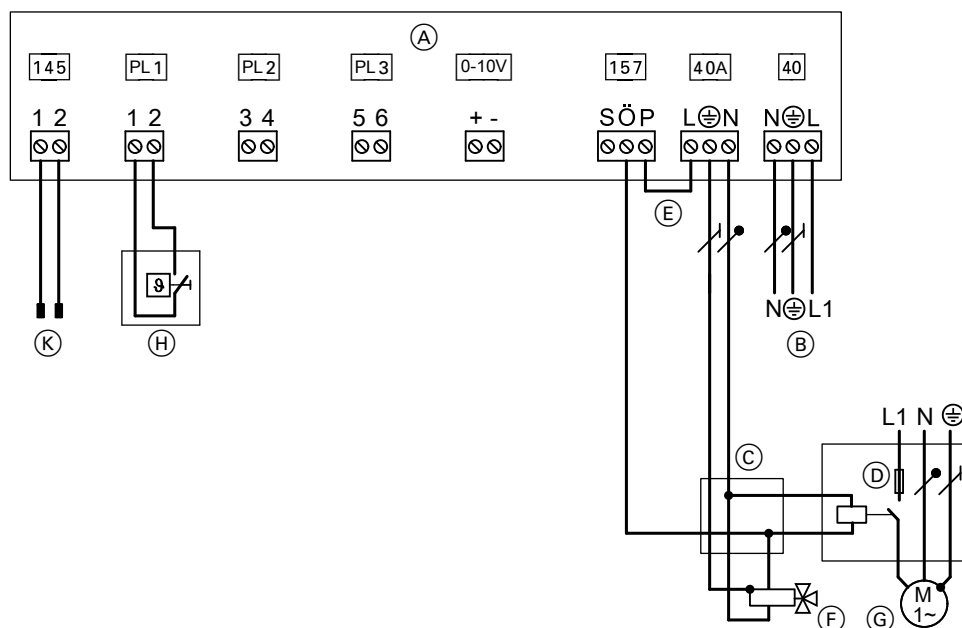 A
145 PL1 PL2 PL3 0-10V 157 40A 40
1 2 1 2 3 4 5 6 + - S Ö P L N N L
E
ϑ
N L1
K H B
L1 N
C
D
M
1~
F G